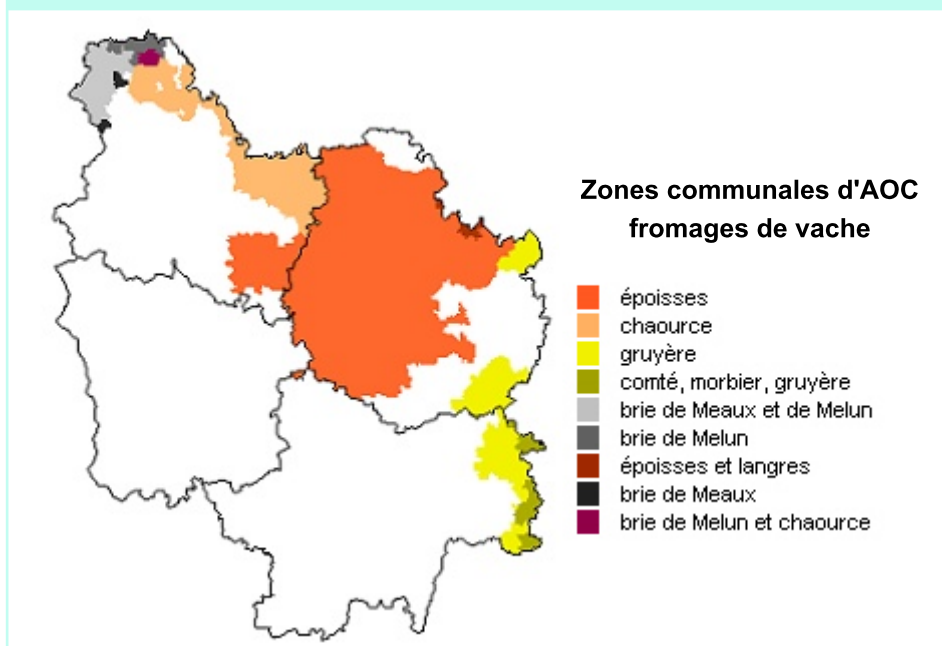 Zones communales d'AOC
fromages de vache
époisses
chaource
gruyère
comté, morbier, gruyère
brie de Meaux et de Melun
brie de Melun
époisses et langres
brie de Meaux
brie de Melun et chaource